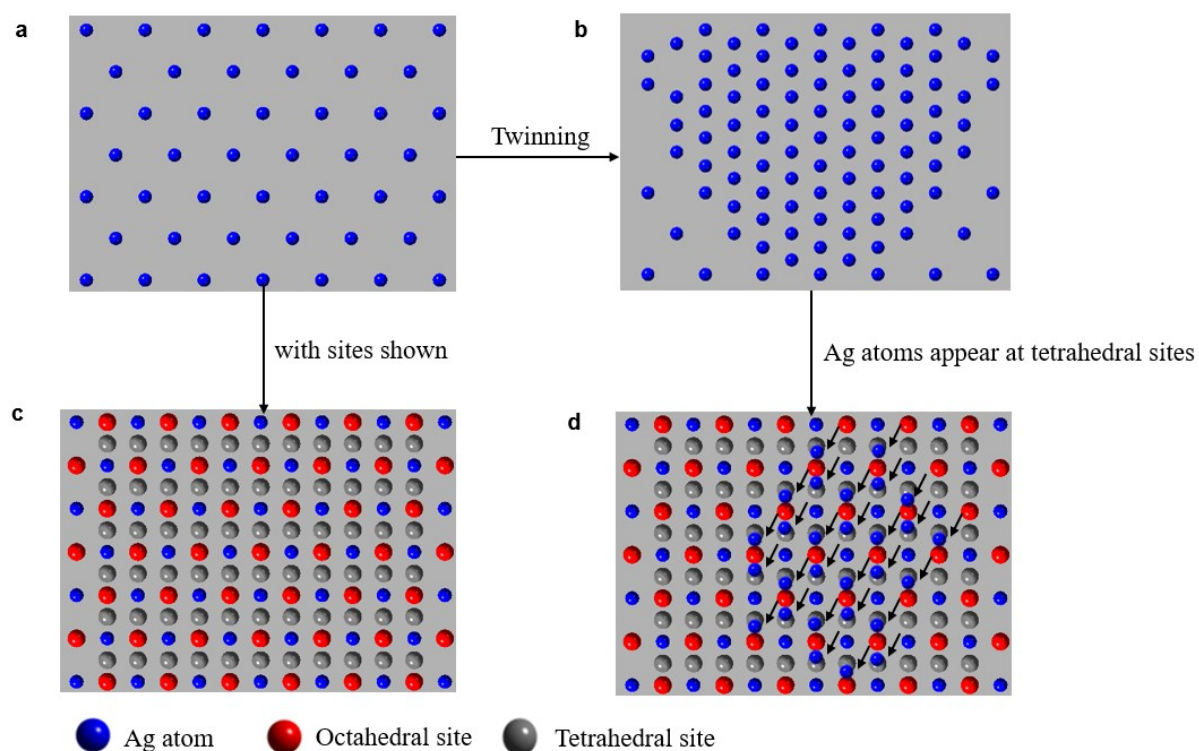 a
b
Twinning
with sites shown
Ag atoms appear at tetrahedral sites
c
d
Ag atom
Octahedral site
Tetrahedral site